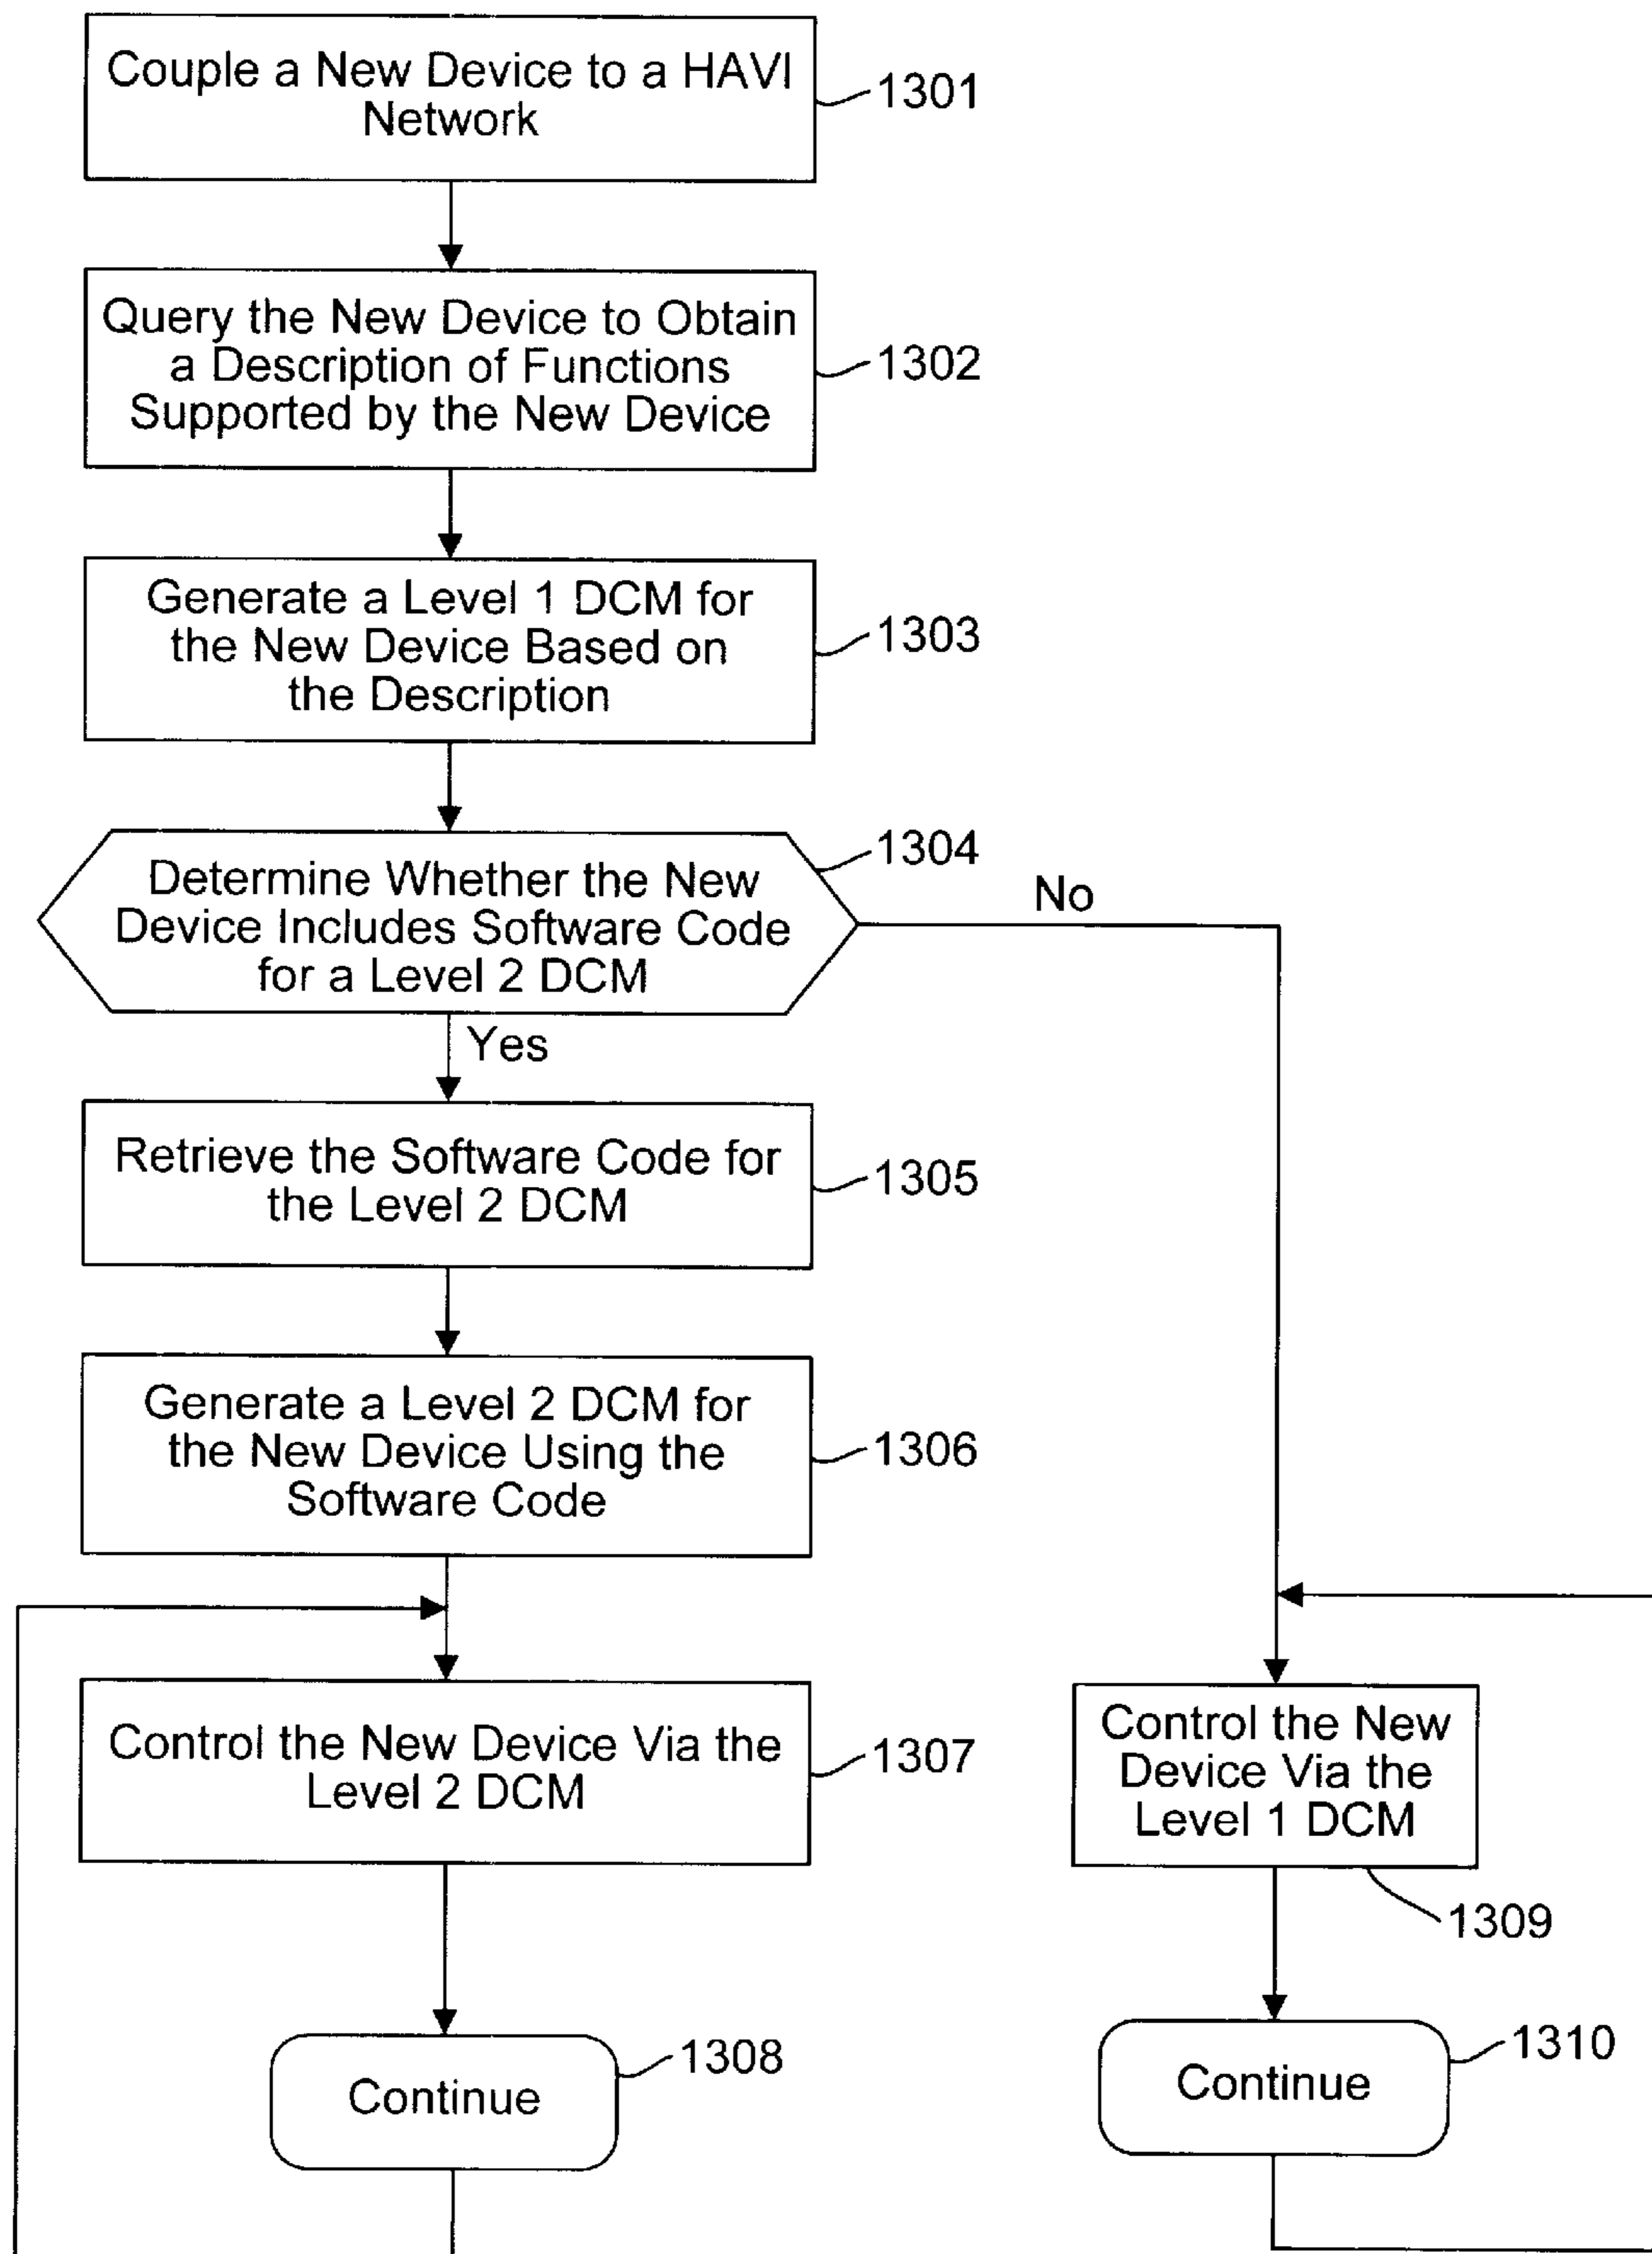 Couple a New Device to a HAVI
Network
1301
Query the New Device to Obtain
a Description of Functions
Supported by the New Device
1302
Generate a Level 1 DCM for
the New Device Based on
the Description
1303
Determine Whether the New
Device Includes Software Code
for a Level 2 DCM
1304
No
Yes
Retrieve the Software Code for
the Level 2 DCM
1305
Generate a Level 2 DCM for
the New Device Using the
Software Code
1306
Control the New Device Via the
Level 2 DCM
1307
Control the New
Device Via the
Level 1 DCM
1309
Continue
1308
Continue
1310